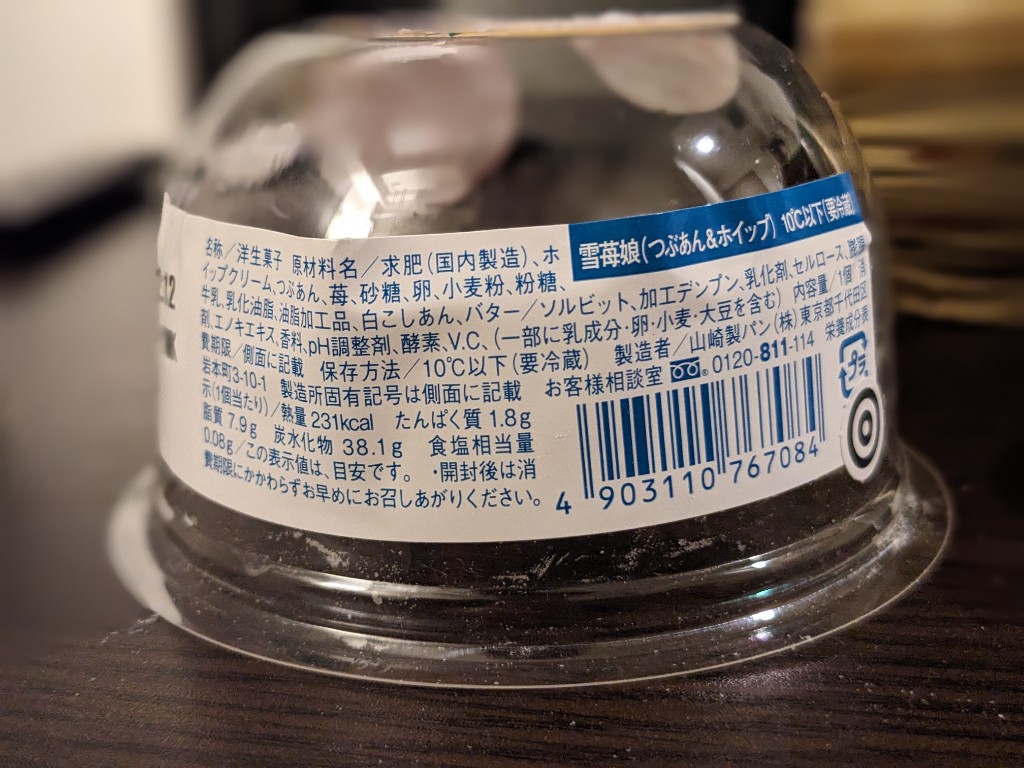 雪苺娘(つぶあん&ホイップ) 10℃以下(要冷蔵)
名称/洋生菓子 原材料名/求肥(国内製造)、ホ
イップクリーム、つぶあん、苺、砂糖、卵、小麦粉、粉糖、
牛乳、乳化油脂、油脂加工品、白こしあん、バター/ソルビット、加工デンプン、乳化剤、セルロース、膨張
剤、エノキエキス、香料、pH調整剤、酵素、V.C、(一部に乳成分・卵・小麦・大豆を含む) 内容量/1個 消
費期限/側面に記載 保存方法/10℃以下(要冷蔵) 製造者/山崎製パン(株)東京都千代田区
岩本町3-10-1 製造所固有記号は側面に記載 お客様相談室 0120-811-114 栄養成分表
示(1個当たり)/熱量 231kcal たんぱく質 1.8g
脂質 7.9g 炭水化物 38.1g 食塩相当量
0.08g/この表示値は、目安です。 ・開封後は消
費期限にかかわらずお早めにお召しあがりください。
プラ
4 903110 767084
12